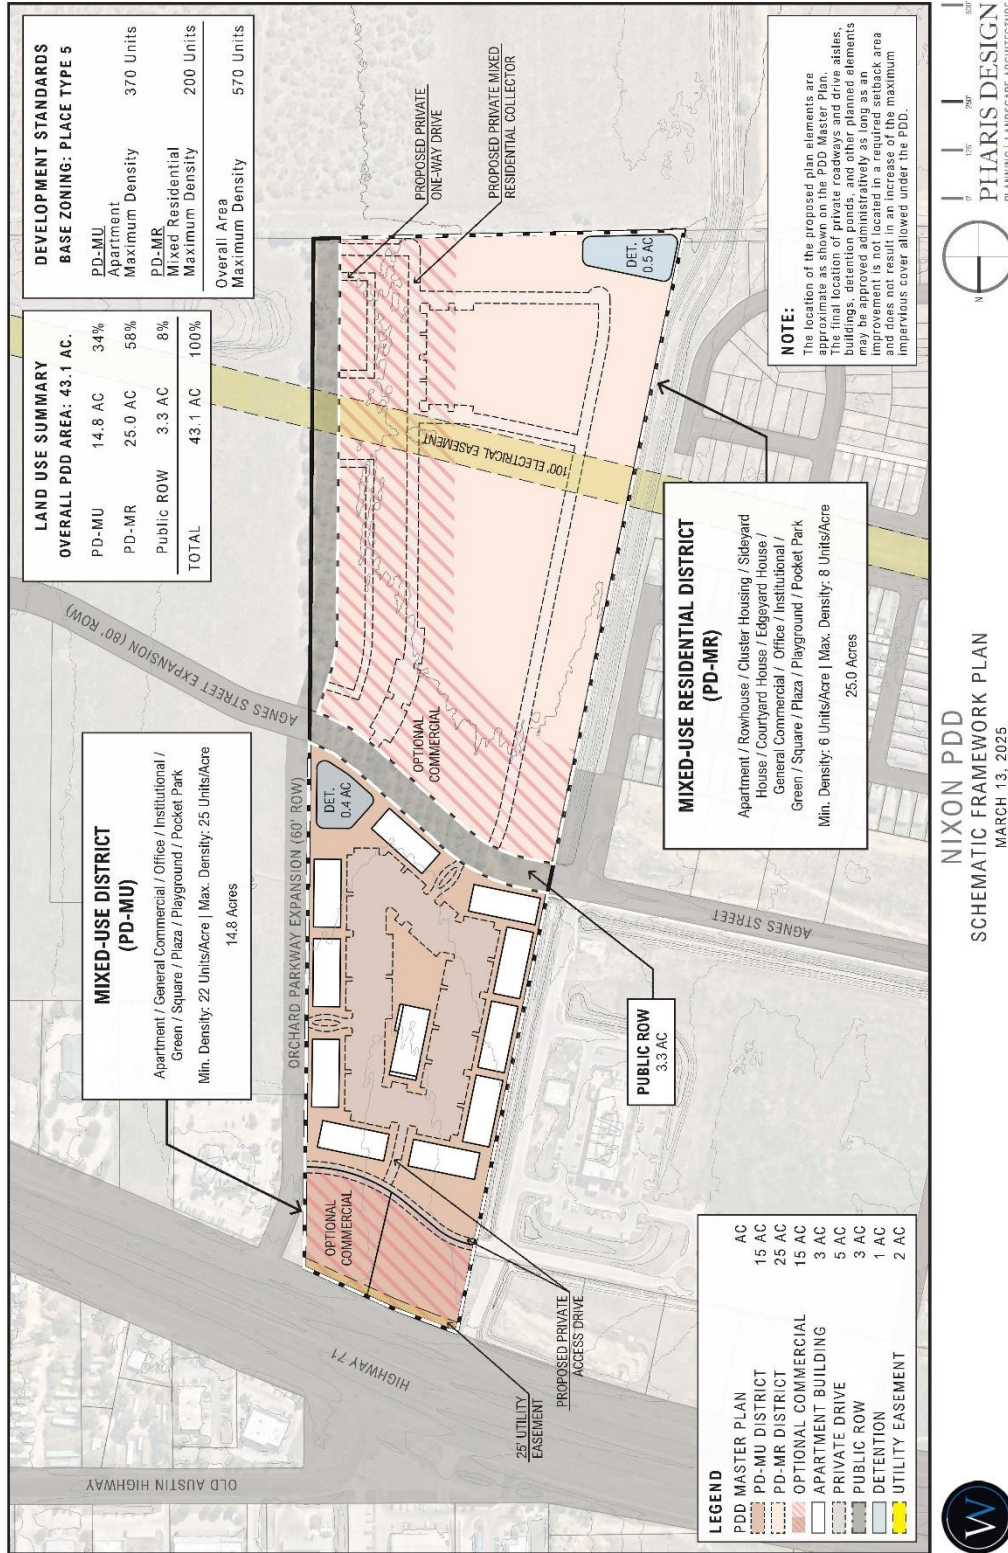 MIXED-USE DISTRICT
(PD-MU)
Apartment / General Commercial / Office / Institutional /
Green / Square / Plaza / Playground / Pocket Park
Min. Density: 22 Units/Acre | Max. Density: 25 Units/Acre
14.8 Acres
LAND USE SUMMARY
OVERALL PDD AREA: 43.1 AC.
PD-MU 14.8 AC 34%
PD-MR 25.0 AC 58%
Public ROW 3.3 AC 8%
TOTAL 43.1 AC 100%
DEVELOPMENT STANDARDS
BASE ZONING: PLACE TYPE 5
PD-MU
Apartment
Maximum Density 370 Units
PD-MR
Mixed Residential
Maximum Density 200 Units
Overall Area
Maximum Density 570 Units
OLD AUSTIN HIGHWAY
HIGHWAY 71
25' UTILITY
EASEMENT
PROPOSED PRIVATE
ACCESS DRIVE
OPTIONAL
COMMERCIAL
ORCHARD PARKWAY EXPANSION (60' ROW)
DET.
0.4 AC
AGNES STREET EXPANSION (80' ROW)
OPTIONAL
COMMERCIAL
100' ELECTRICAL EASEMENT
PROPOSED PRIVATE
ONE-WAY DRIVE
PROPOSED PRIVATE MIXED
RESIDENTIAL COLLECTOR
DET.
0.5 AC
PUBLIC ROW
3.3 AC
AGNES STREET
MIXED-USE RESIDENTIAL DISTRICT
(PD-MR)
Apartment / Rowhouse / Cluster Housing / Sideyard
House / Courtyard House / Edgeyard House /
General Commercial / Office / Institutional /
Green / Square / Plaza / Playground / Pocket Park
Min. Density: 6 Units/Acre | Max. Density: 8 Units/Acre
25.0 Acres
NOTE:
The location of the proposed plan elements are
approximate as shown on the PDD Master Plan.
The final location of private roadways and drive aisles,
buildings, detention ponds, and other planned elements
may be approved administratively as long as an
improvement is not located in a required setback area
and does not result in an increase of the maximum
impervious cover allowed under the PDD.
LEGEND
PDD MASTER PLAN AC
PD-MU DISTRICT 15 AC
PD-MR DISTRICT 25 AC
OPTIONAL COMMERCIAL 15 AC
APARTMENT BUILDING 3 AC
PRIVATE DRIVE 5 AC
PUBLIC ROW 3 AC
DETENTION 1 AC
UTILITY EASEMENT 2 AC
W
NIXON PDD
SCHEMATIC FRAMEWORK PLAN
MARCH 13, 2025
N
0' 125' 250' 500'
PHARIS DESIGN
PLANNING | LANDSCAPE ARCHITECTURE